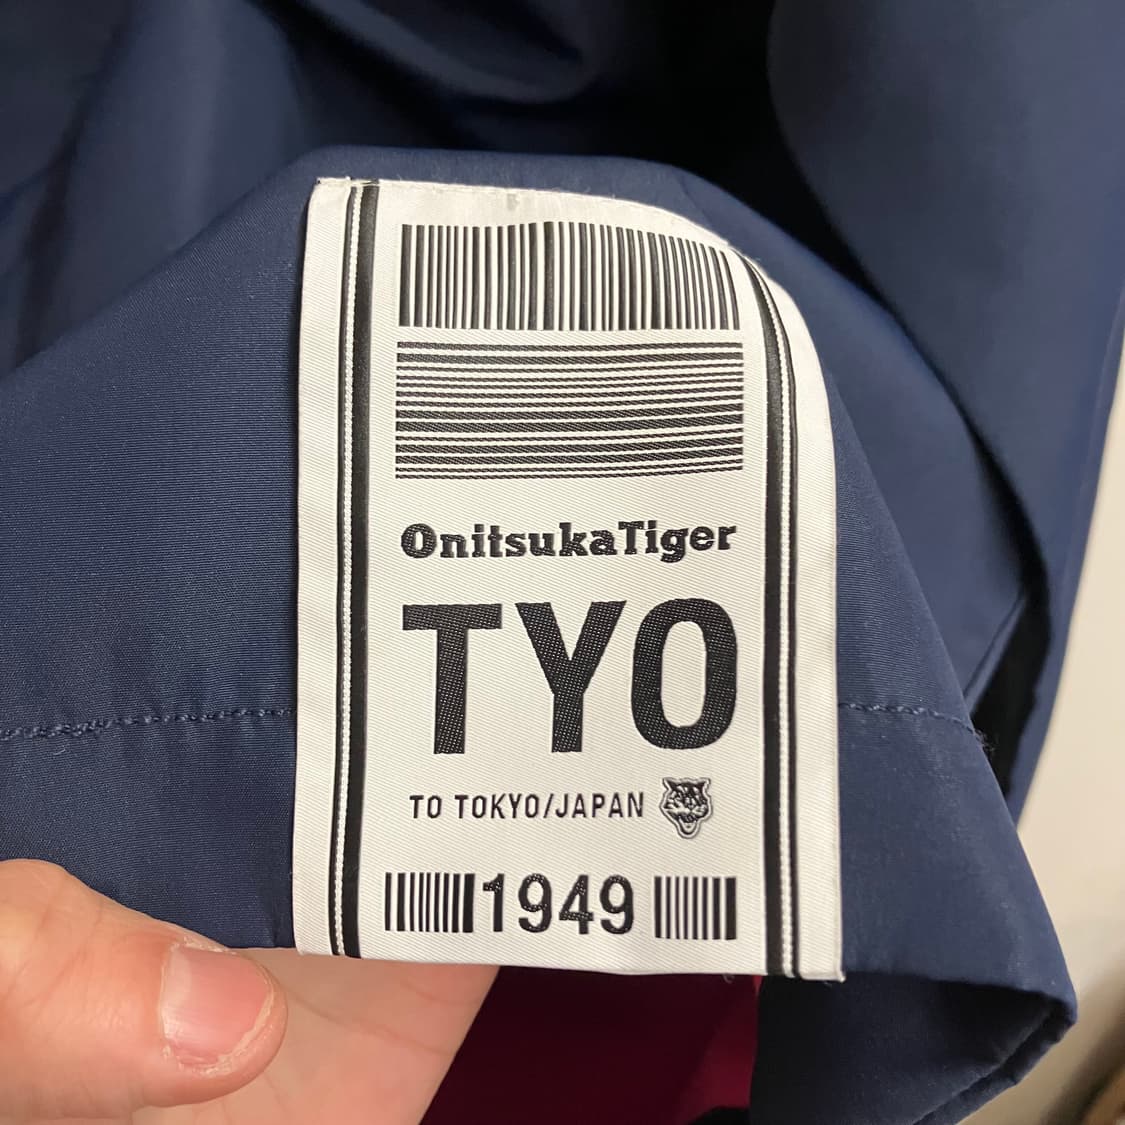 OnitsukaTiger
TYO
TO TOKYO/JAPAN
1949